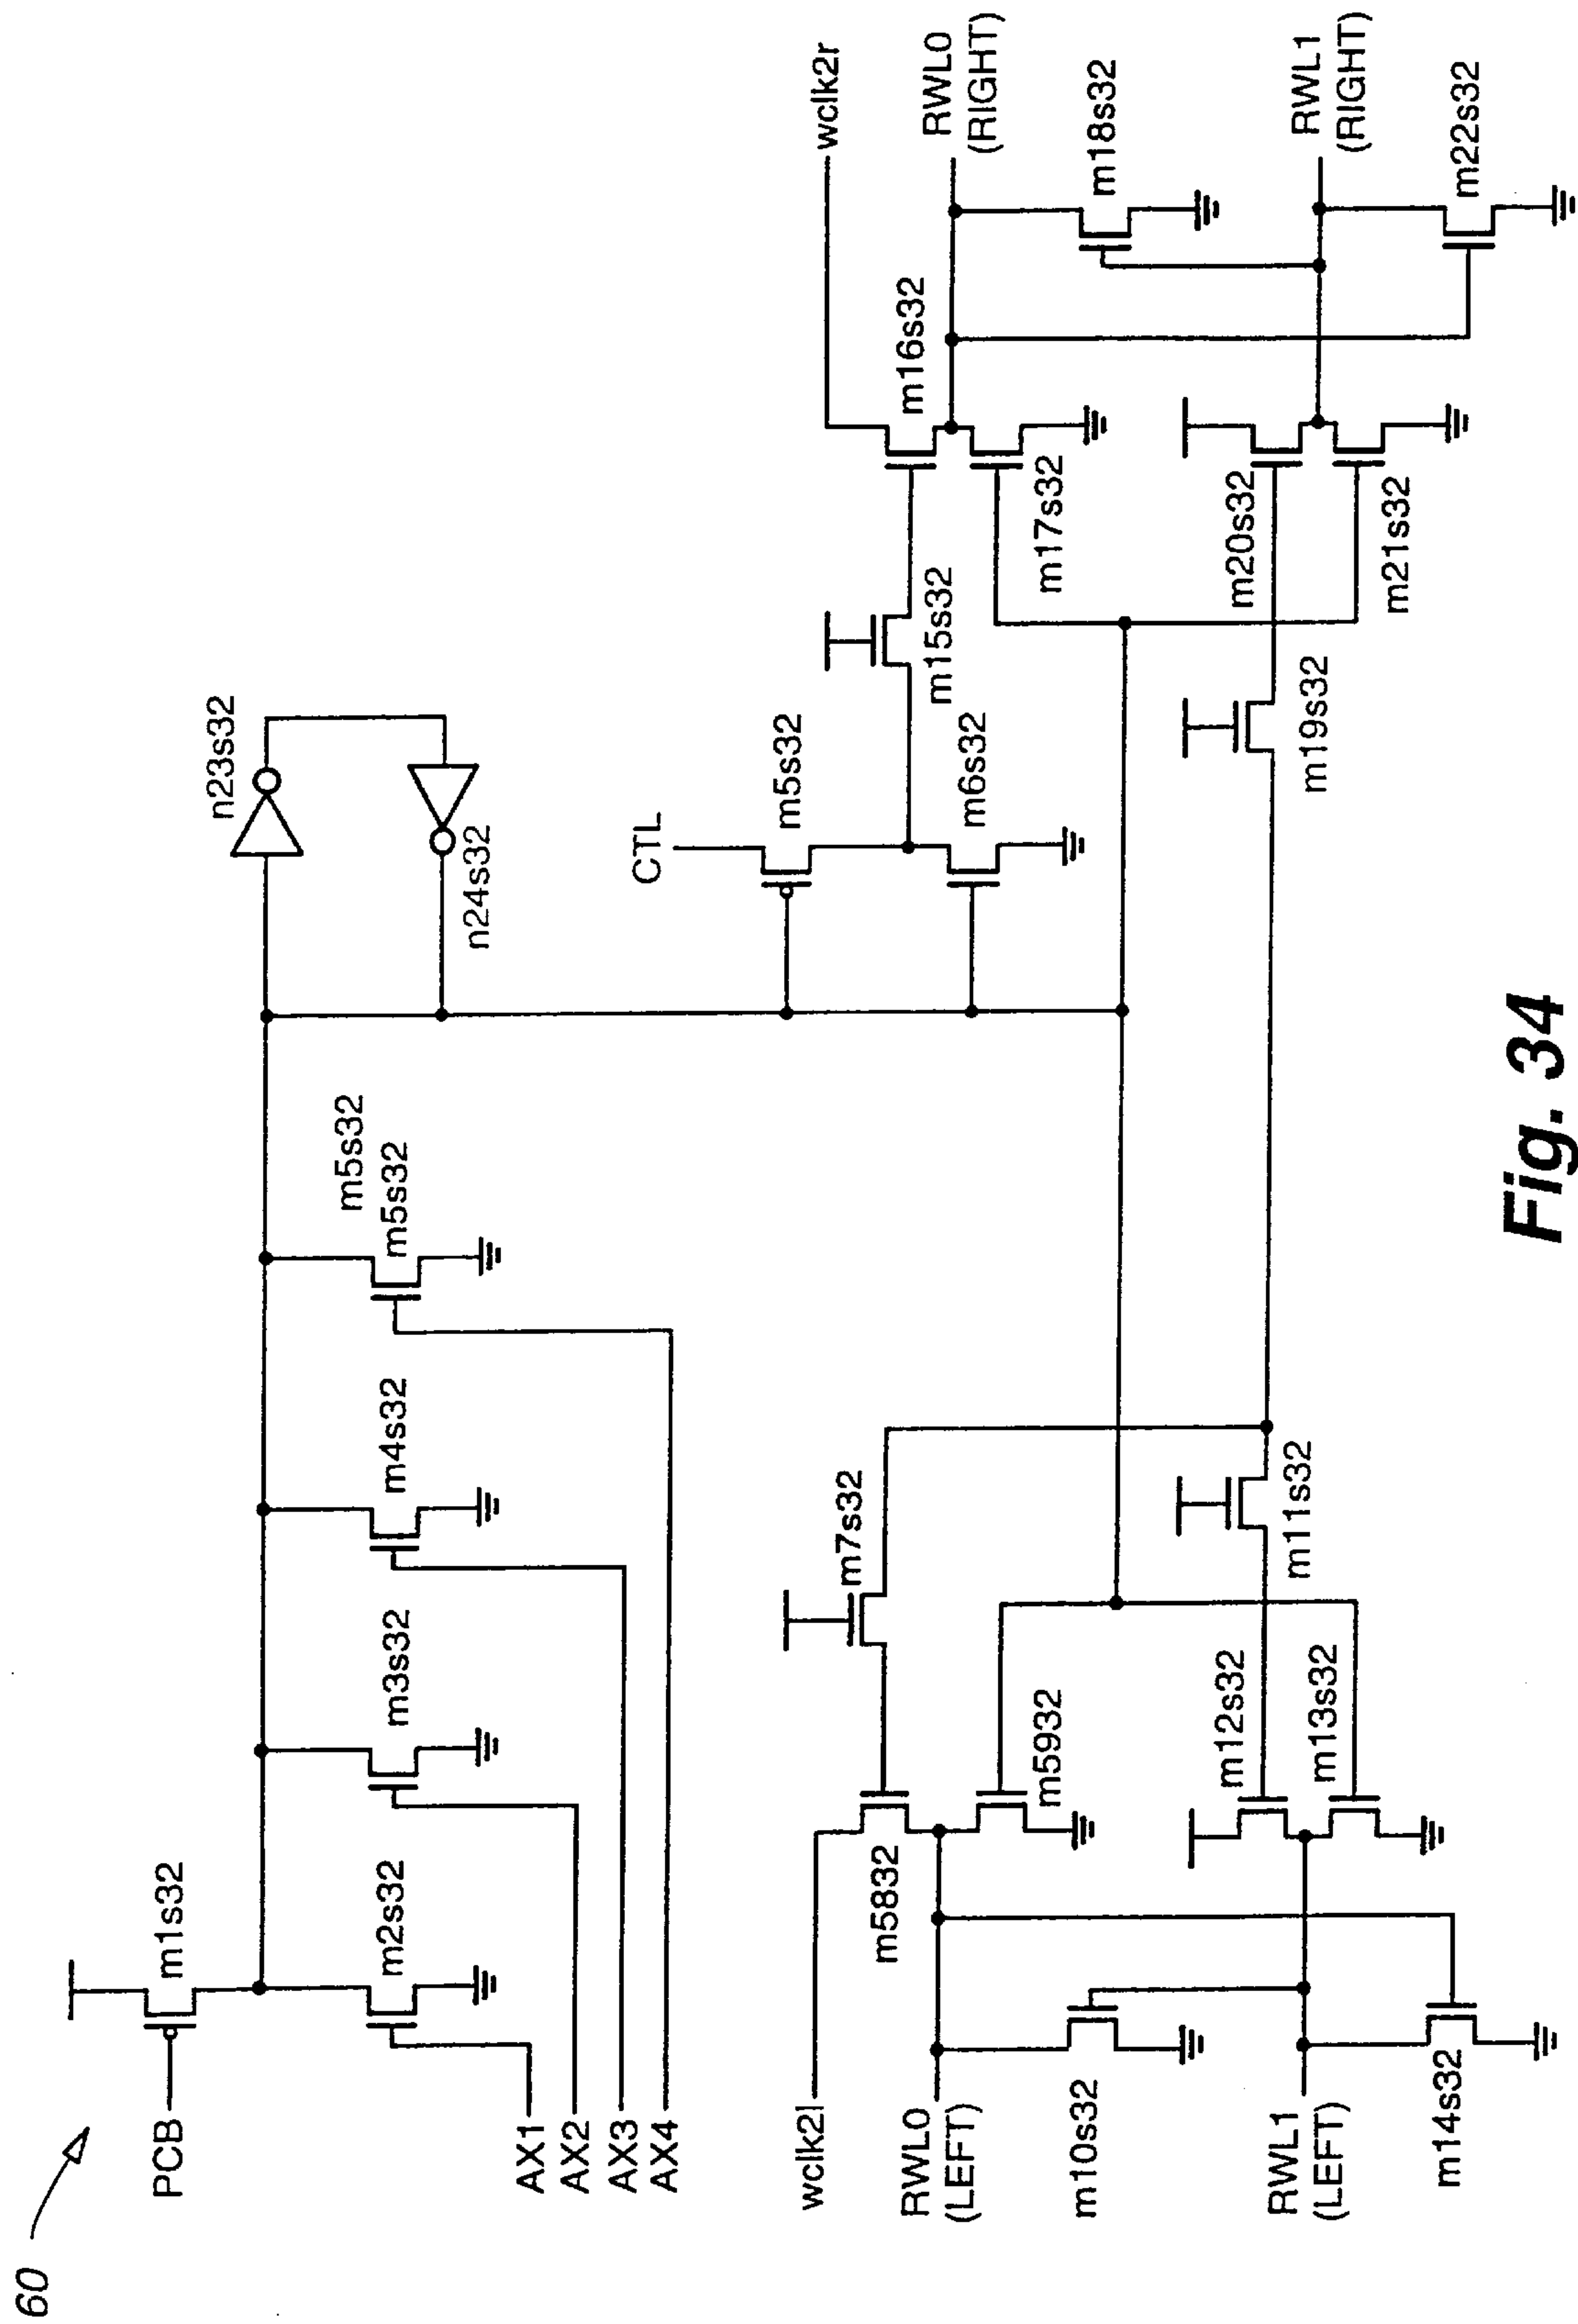 60
PCB
m1s32
m2s32
m3s32
m4s32
m5s32
m5s32
n23s32
n24s32
AX1
AX2
AX3
AX4
CTL
m5s32
m6s32
m15s32
m16s32
m17s32
wclk2r
RWL0
(RIGHT)
m18s32
RWL1
(RIGHT)
m22s32
m20s32
m21s32
m19s32
wclk2l
RWL0
(LEFT)
m10s32
RWL1
(LEFT)
m14s32
m5832
m5932
m7s32
m12s32
m13s32
m11s32
Fig. 34